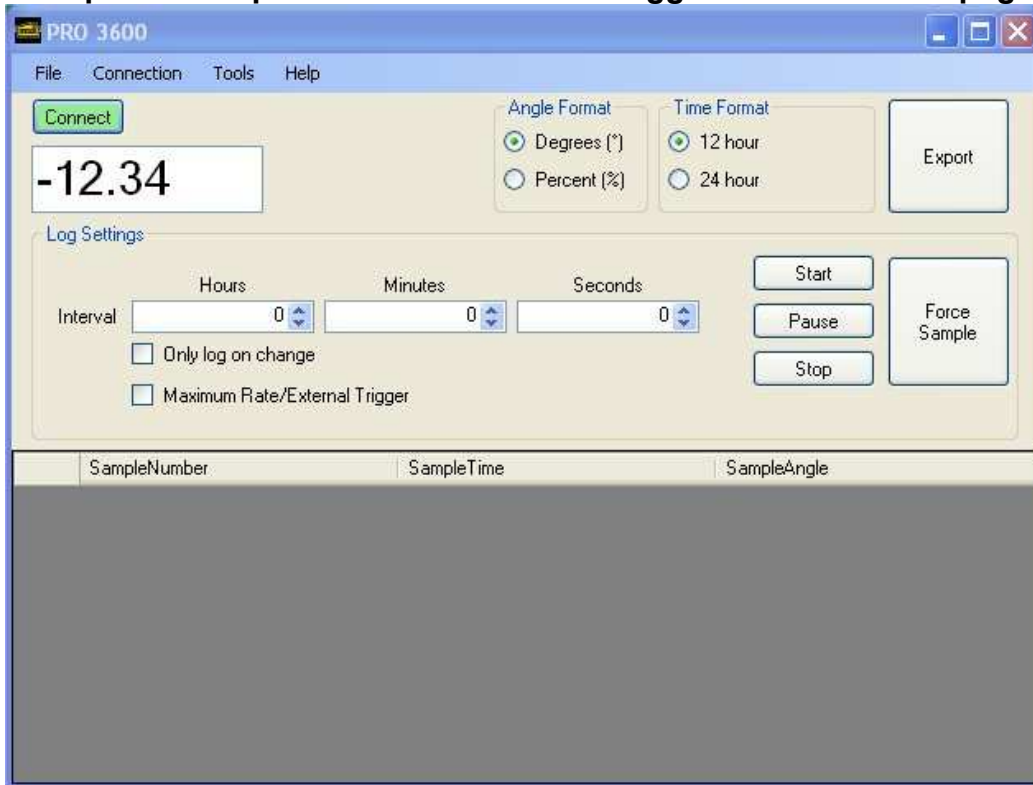 PRO 3600
File Connection Tools Help
Connect
-12.34
Angle Format
Degrees (°)
Percent (%)
Time Format
12 hour
24 hour
Export
Log Settings
Hours Minutes Seconds
Interval 0 0 0
Only log on change
Maximum Rate/External Trigger
Start
Pause
Stop
Force
Sample
SampleNumber SampleTime SampleAngle